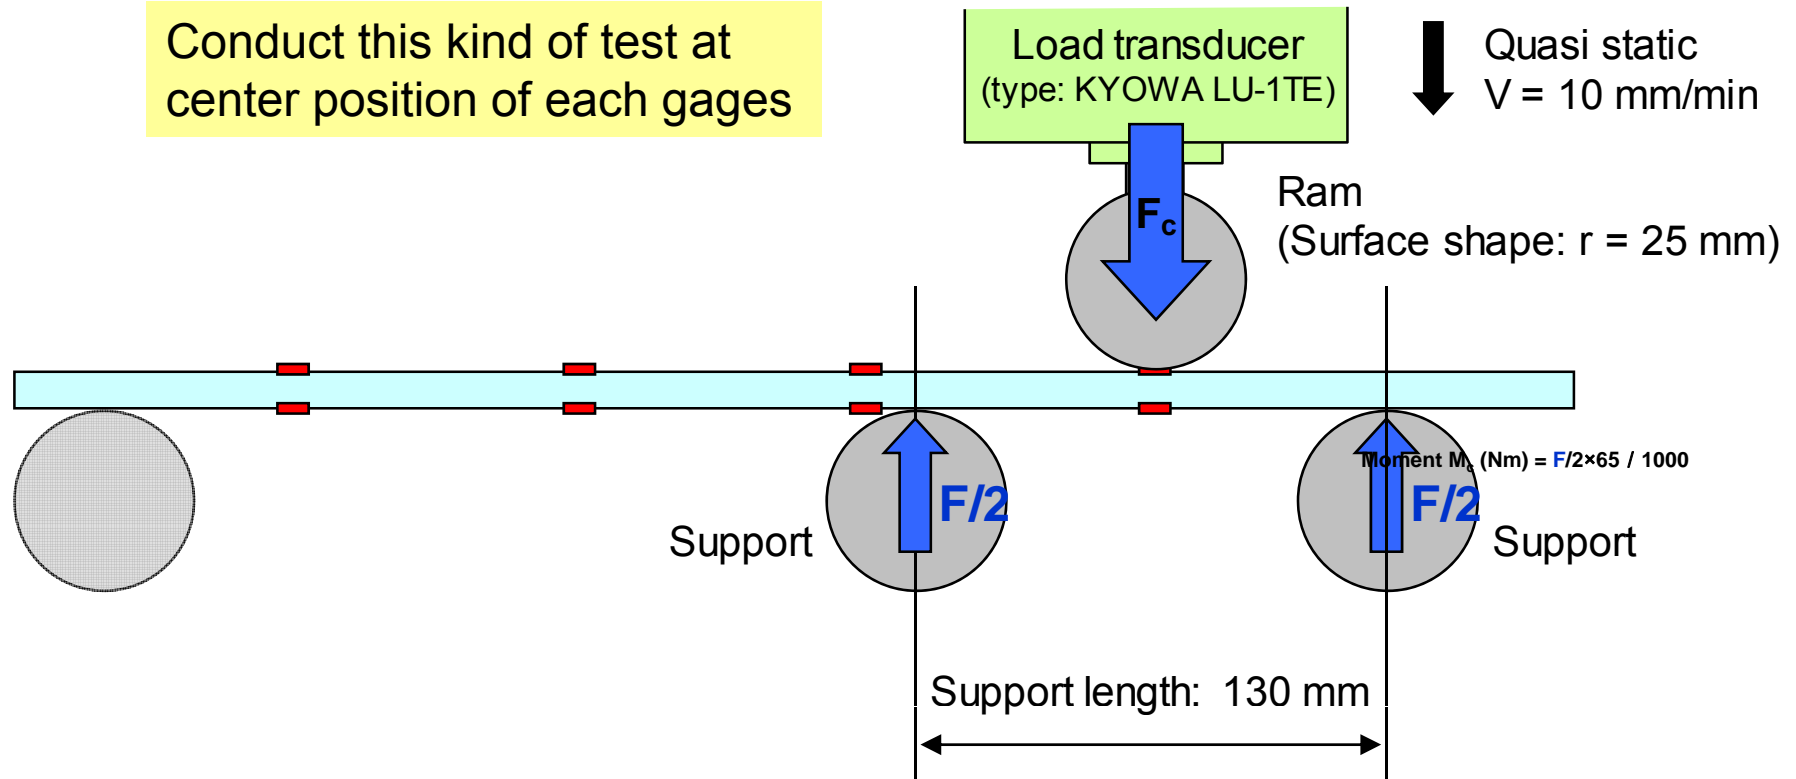 Conduct this kind of test at
center position of each gages
Load transducer
(type: KYOWA LU-1TE)
Quasi static
V = 10 mm/min
Fc
Ram
(Surface shape: r = 25 mm)
Moment Mc (Nm) = F/2×65 / 1000
F/2
F/2
Support
Support
Support length: 130 mm